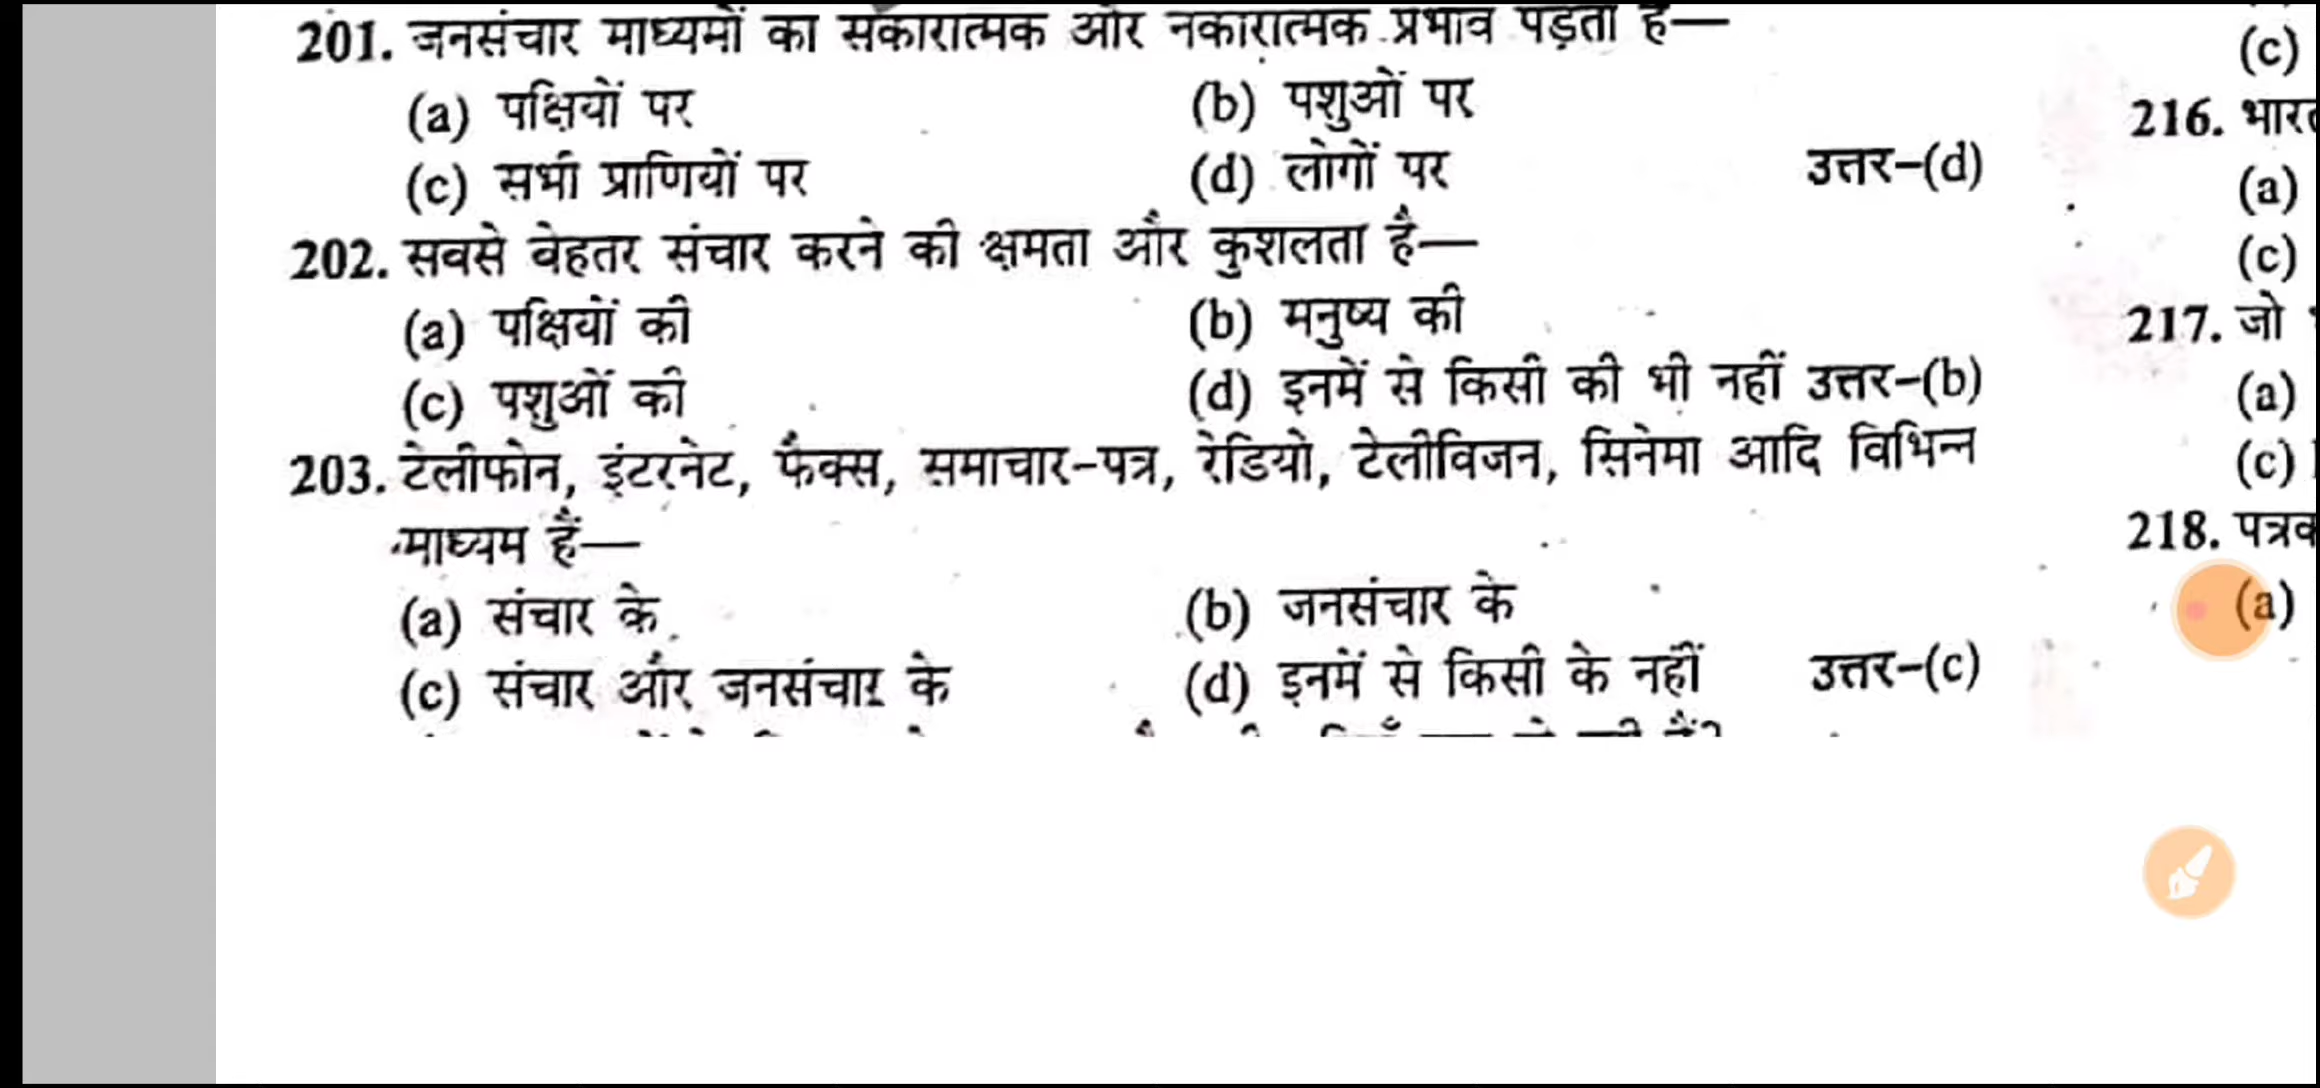 201. जनसंचार माध्यमों का सकारात्मक और नकारात्मक प्रभाव पड़ता है—
(a) पक्षियों पर (b) पशुओं पर
(c) सभी प्राणियों पर (d) लोगों पर उत्तर-(d)
202. सबसे बेहतर संचार करने की क्षमता और कुशलता है—
(a) पक्षियों की (b) मनुष्य की
(c) पशुओं की (d) इनमें से किसी की भी नहीं उत्तर-(b)
203. टेलीफोन, इंटरनेट, फैक्स, समाचार-पत्र, रेडियो, टेलीविजन, सिनेमा आदि विभिन्न
माध्यम हैं—
(a) संचार के (b) जनसंचार के
(c) संचार और जनसंचार के (d) इनमें से किसी के नहीं उत्तर-(c)
(c)
216.
(a)
(c)
217. जो
(a)
(c)
218.
(a)